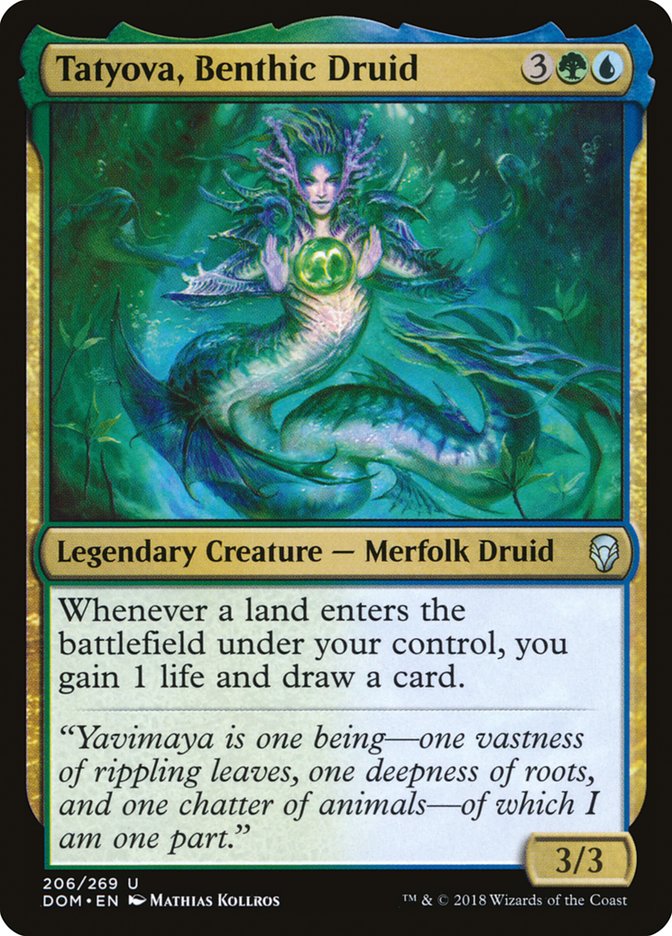 Tatyova, Benthic Druid 3
Legendary Creature — Merfolk Druid
Whenever a land enters the
battlefield under your control, you
gain 1 life and draw a card.
“Yavimaya is one being—one vastness
of rippling leaves, one deepness of roots,
and one chatter of animals—of which I
am one part.”
3/3
206/269 U
DOM • EN Mathias Kollros
™ & © 2018 Wizards of the Coast